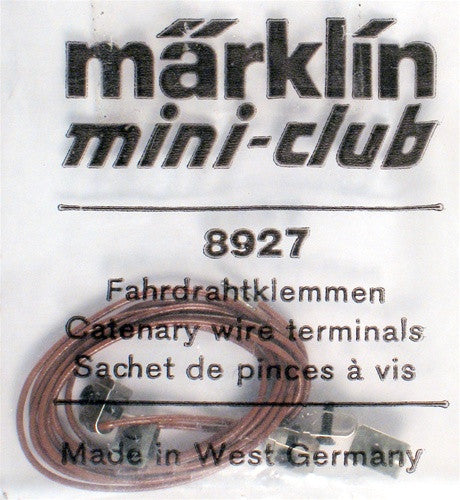 märklin
mini-club
8927
Fahrdrahtklemmen
Catenary wire terminals
Sachet de pinces à vis
Made in West Germany